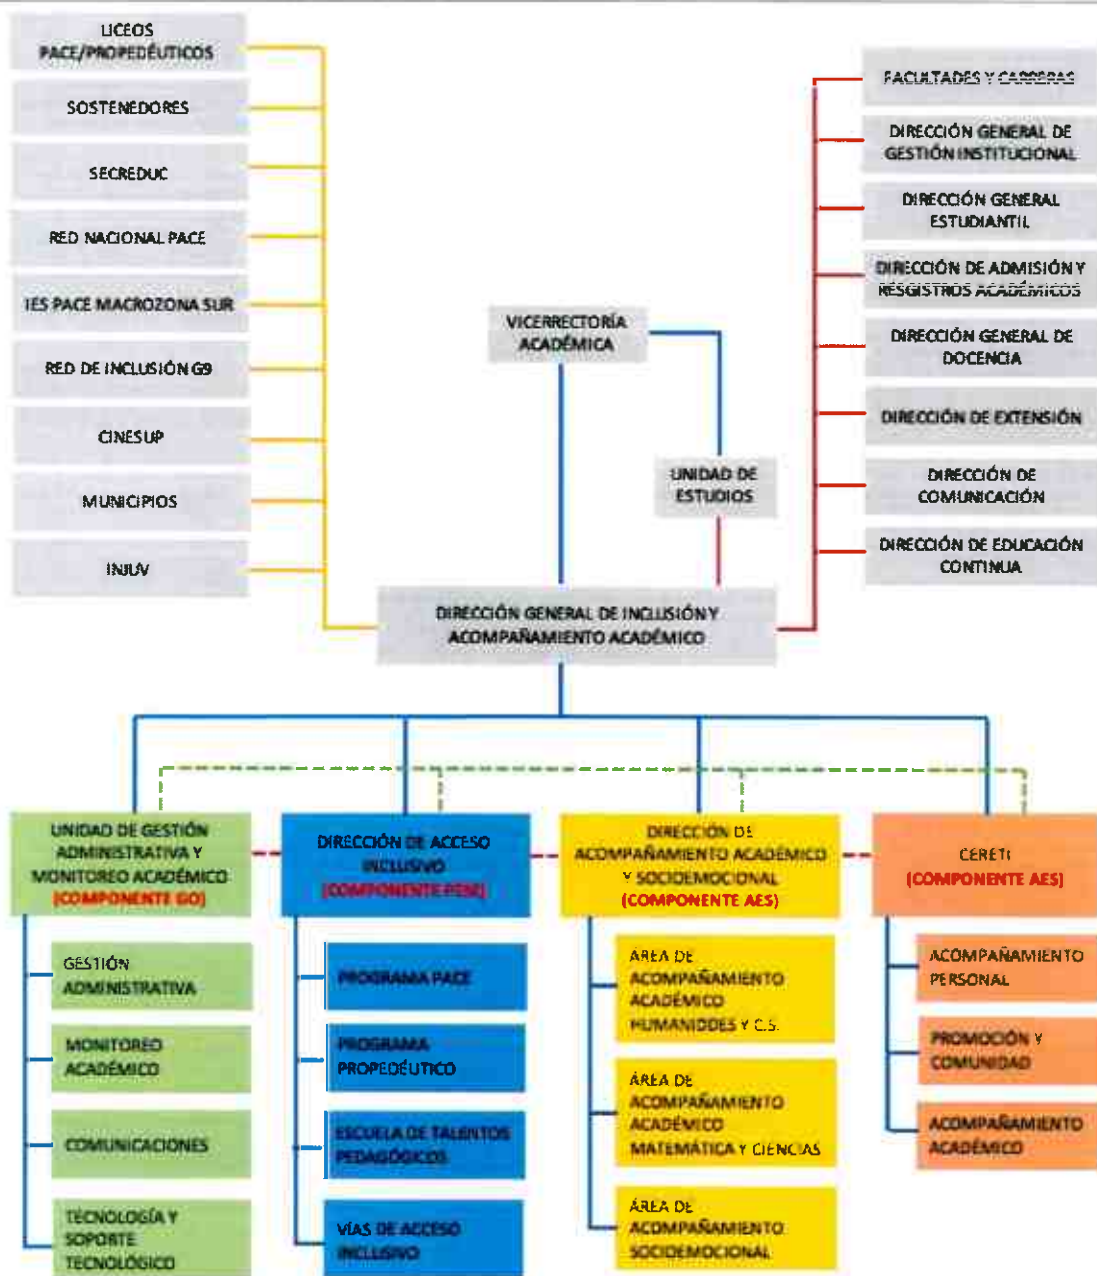 LICEOS
PACE/PROPEDÉUTICOS
SOSTENEDORES
SECREDUC
RED NACIONAL PACE
IES PACE MACROZONA SUR
RED DE INCLUSIÓN G9
CINESUP
MUNICIPIOS
INJUV
VICERRECTORÍA
ACADÉMICA
UNIDAD DE
ESTUDIOS
FACULTADES Y CARRERAS
DIRECCIÓN GENERAL DE
GESTIÓN INSTITUCIONAL
DIRECCIÓN GENERAL
ESTUDIANTIL
DIRECCIÓN DE ADMISIÓN Y
RESGISTROS ACADÉMICOS
DIRECCIÓN GENERAL DE
DOCENCIA
DIRECCIÓN DE EXTENSIÓN
DIRECCIÓN DE
COMUNICACIÓN
DIRECCIÓN DE EDUCACIÓN
CONTINUA
DIRECCIÓN GENERAL DE INCLUSIÓN Y
ACOMPAÑAMIENTO ACADÉMICO
UNIDAD DE GESTIÓN
ADMINISTRATIVA Y
MONITOREO ACADÉMICO
(COMPONENTE GO)
GESTIÓN
ADMINISTRATIVA
MONITOREO
ACADÉMICO
COMUNICACIONES
TECNOLOGÍA Y
SOPORTE
TECNOLÓGICO
DIRECCIÓN DE ACCESO
INCLUSIVO
(COMPONENTE PEM)
PROGRAMA PACE
PROGRAMA
PROPEDÉUTICO
ESCUELA DE TALENTOS
PEDAGÓGICOS
VÍAS DE ACCESO
INCLUSIVO
DIRECCIÓN DE
ACOMPAÑAMIENTO ACADÉMICO
Y SOCIOEMOCIONAL
(COMPONENTE AES)
ÁREA DE
ACOMPAÑAMIENTO
ACADÉMICO
HUMANIDDES Y C.S.
ÁREA DE
ACOMPAÑAMIENTO
ACADÉMICO
MATEMÁTICA Y CIENCIAS
ÁREA DE
ACOMPAÑAMIENTO
SOCIOEMOCIONAL
CERETI
(COMPONENTE AES)
ACOMPAÑAMIENTO
PERSONAL
PROMOCIÓN Y
COMUNIDAD
ACOMPAÑAMIENTO
ACADÉMICO